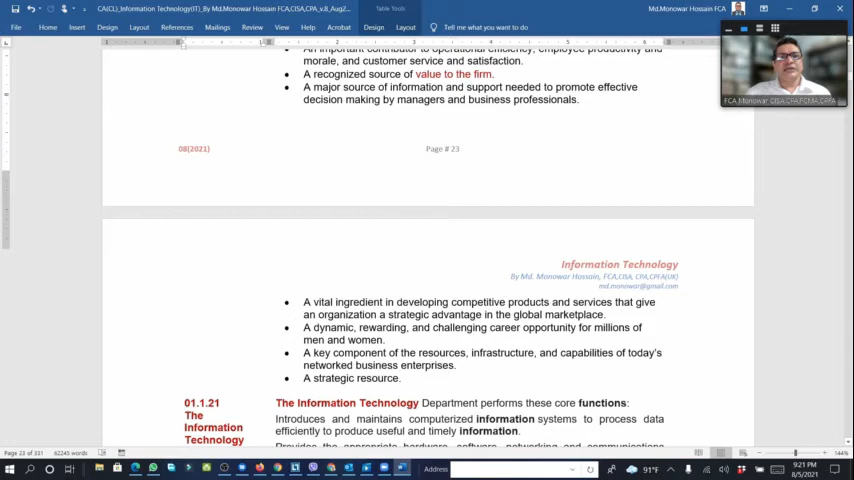 CA(CL)_Information Technology(IT)_By Md.Monowar Hossain FCA,CISA,CPA_v.8_Aug2...
Table Tools
Md.Monowar Hossain FCA
File Home Insert Design Layout References Mailings Review View Help Acrobat Design Layout Tell me what you want to do
morale, and customer service and satisfaction.
A recognized source of value to the firm.
A major source of information and support needed to promote effective
decision making by managers and business professionals.
FCA Monowar CISA,CPA,FCMA,CPFA
08(2021)
Page # 23
Information Technology
By Md. Monowar Hossain, FCA,CISA, CPA,CPFA(UK)
md.monowar@gmail.com
A vital ingredient in developing competitive products and services that give
an organization a strategic advantage in the global marketplace.
A dynamic, rewarding, and challenging career opportunity for millions of
men and women.
A key component of the resources, infrastructure, and capabilities of today's
networked business enterprises.
A strategic resource.
01.1.21
The
Information
Technology
The Information Technology Department performs these core functions:
Introduces and maintains computerized information systems to process data
efficiently to produce useful and timely information.
Page 23 of 331 62245 words
144%
Address
91°F
9:21 PM
8/5/2021